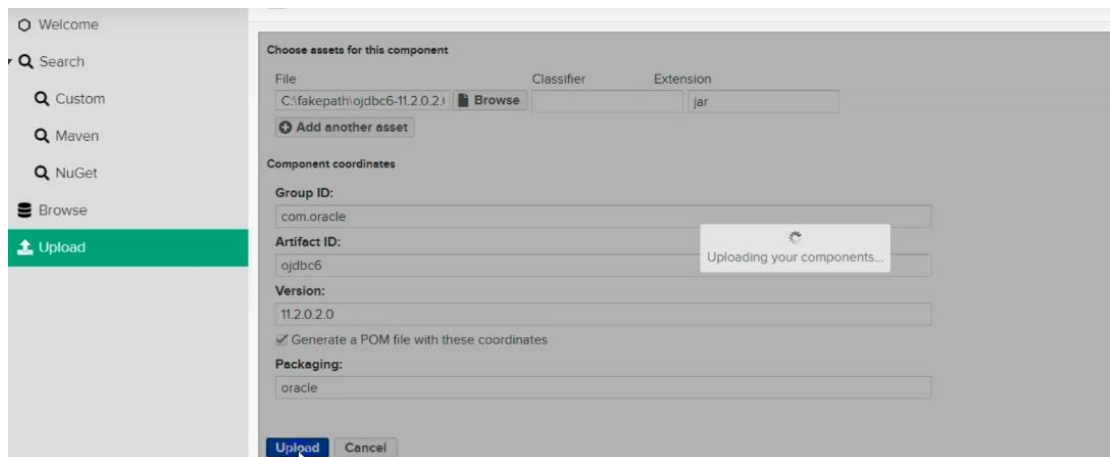 Welcome
Search
Custom
Maven
NuGet
Browse
Upload
Choose assets for this component
File Classifier Extension
C:\fakepath\ojdbc6-11.2.0.2.( Browse jar
Add another asset
Component coordinates
Group ID:
com.oracle
Artifact ID:
ojdbc6
Uploading your components...
Version:
11.2.0.2.0
Generate a POM file with these coordinates
Packaging:
oracle
Upload Cancel